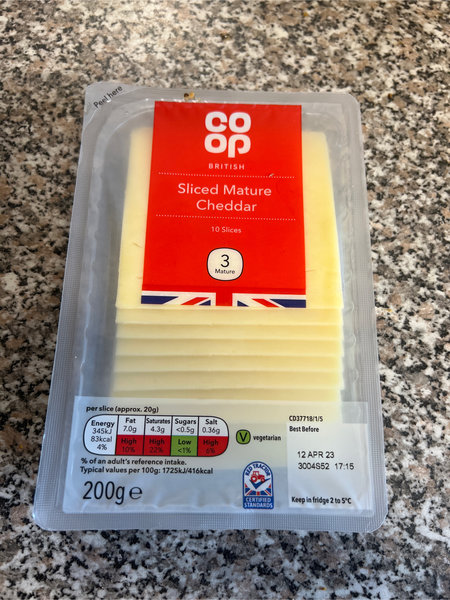 Peel here
CO
OP
BRITISH
Sliced Mature
Cheddar
10 Slices
3
Mature
per slice (approx. 20g)
Energy
345kJ
83kcal
4%
Fat
7.0g
High
10%
Saturates
4.3g
High
22%
Sugars
<0.5g
Low
<1%
Salt
0.36g
High
6%
V vegetarian
% of an adult's reference intake.
Typical values per 100g: 1725kJ/416kcal
200g e
CD37718/1/5
Best Before
12 APR 23
3004S52 17:15
RED TRACTOR
CERTIFIED
STANDARDS
Keep in fridge 2 to 5°C